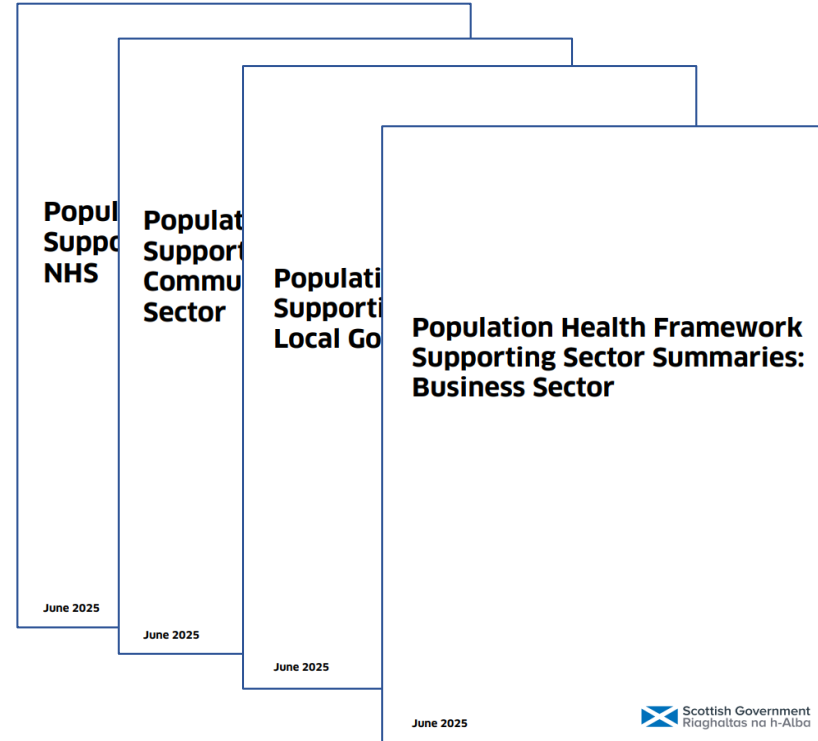 Popul
Suppo
NHS
June 2025
Populat
Support
Commu
Sector
June 2025
Populati
Supporti
Local Go
June 2025
Population Health Framework
Supporting Sector Summaries:
Business Sector
June 2025
Scottish Government
Riaghaltas na h-Alba